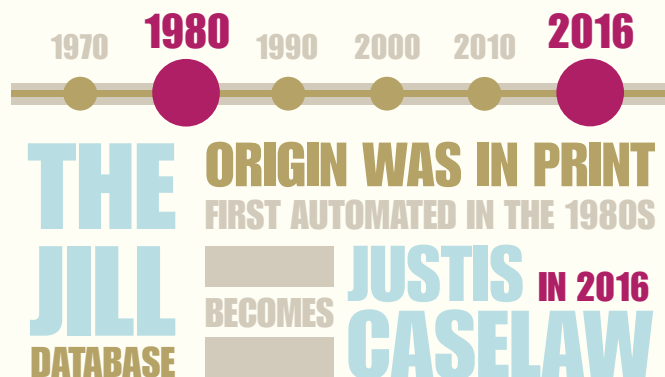 1970 1980 1990 2000 2010 2016
THE
JILL
DATABASE
ORIGIN WAS IN PRINT
FIRST AUTOMATED IN THE 1980S
BECOMES
JUSTIS IN 2016
CASELAW